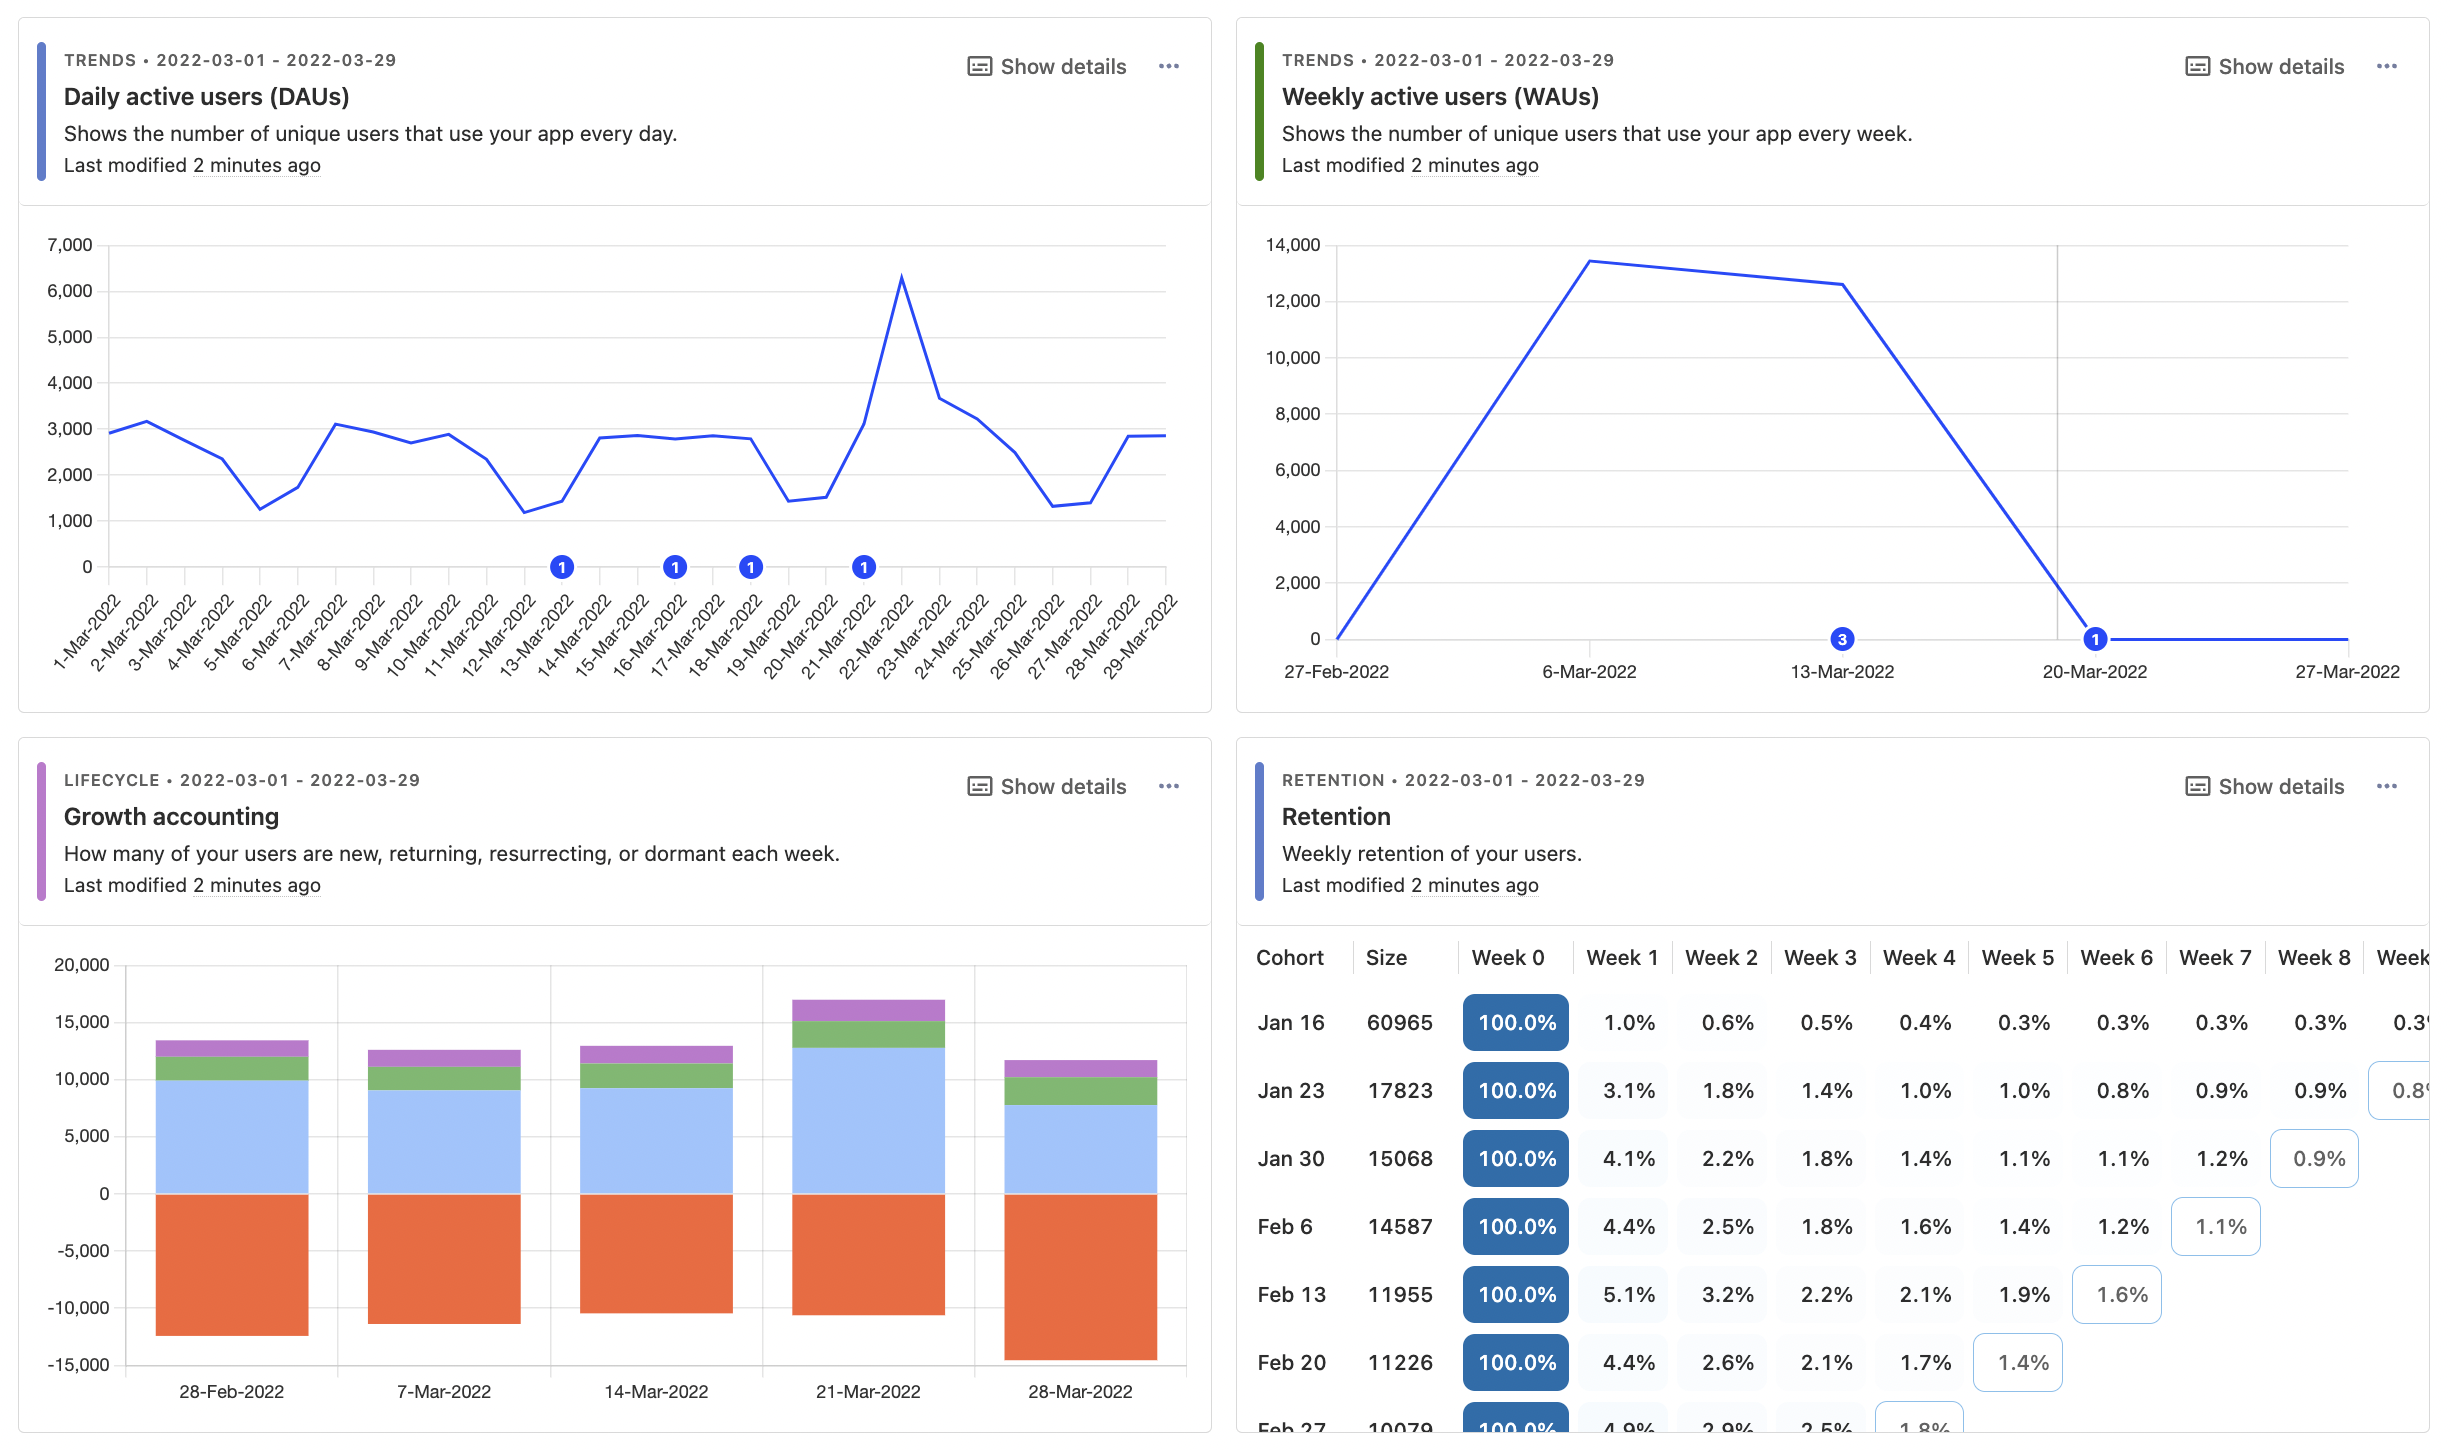 TRENDS • 2022-03-01 - 2022-03-29
Show details
Daily active users (DAUs)
Shows the number of unique users that use your app every day.
Last modified 2 minutes ago
7,000
6,000
5,000
4,000
3,000
2,000
1,000
0
1 1 1 1
1-Mar-2022 2-Mar-2022 3-Mar-2022 4-Mar-2022 5-Mar-2022 6-Mar-2022 7-Mar-2022 8-Mar-2022 9-Mar-2022 10-Mar-2022 11-Mar-2022 12-Mar-2022 13-Mar-2022 14-Mar-2022 15-Mar-2022 16-Mar-2022 17-Mar-2022 18-Mar-2022 19-Mar-2022 20-Mar-2022 21-Mar-2022 22-Mar-2022 23-Mar-2022 24-Mar-2022 25-Mar-2022 26-Mar-2022 27-Mar-2022 28-Mar-2022 29-Mar-2022
TRENDS • 2022-03-01 - 2022-03-29
Show details
Weekly active users (WAUs)
Shows the number of unique users that use your app every week.
Last modified 2 minutes ago
14,000
12,000
10,000
8,000
6,000
4,000
2,000
0
3 1
27-Feb-2022 6-Mar-2022 13-Mar-2022 20-Mar-2022 27-Mar-2022
LIFECYCLE • 2022-03-01 - 2022-03-29
Show details
Growth accounting
How many of your users are new, returning, resurrecting, or dormant each week.
Last modified 2 minutes ago
20,000
15,000
10,000
5,000
0
-5,000
-10,000
-15,000
28-Feb-2022 7-Mar-2022 14-Mar-2022 21-Mar-2022 28-Mar-2022
RETENTION • 2022-03-01 - 2022-03-29
Show details
Retention
Weekly retention of your users.
Last modified 2 minutes ago
Cohort Size Week 0 Week 1 Week 2 Week 3 Week 4 Week 5 Week 6 Week 7 Week 8 Week
Jan 16 60965 100.0% 1.0% 0.6% 0.5% 0.4% 0.3% 0.3% 0.3% 0.3% 0.3
Jan 23 17823 100.0% 3.1% 1.8% 1.4% 1.0% 1.0% 0.8% 0.9% 0.9% 0.8
Jan 30 15068 100.0% 4.1% 2.2% 1.8% 1.4% 1.1% 1.1% 1.2% 0.9%
Feb 6 14587 100.0% 4.4% 2.5% 1.8% 1.6% 1.4% 1.2% 1.1%
Feb 13 11955 100.0% 5.1% 3.2% 2.2% 2.1% 1.9% 1.6%
Feb 20 11226 100.0% 4.4% 2.6% 2.1% 1.7% 1.4%
Feb 27 10079 100.0% 4.9% 2.9% 2.5% 1.8%